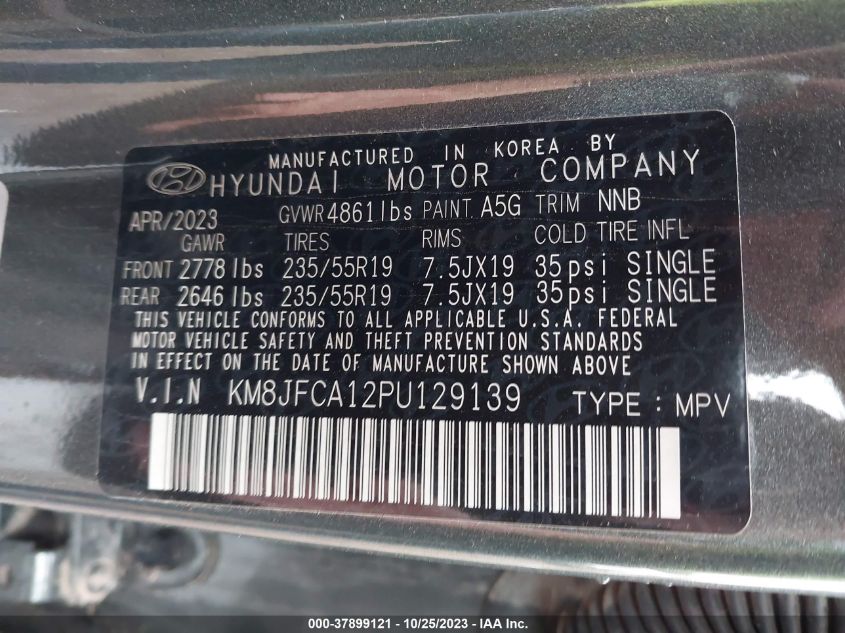 MANUFACTURED IN KOREA BY
HYUNDAI MOTOR COMPANY
APR/2023 GVWR 4861 lbs PAINT A5G TRIM NNB
GAWR TIRES RIMS COLD TIRE INFL
FRONT 2778 lbs 235/55R19 7.5JX19 35psi SINGLE
REAR 2646 lbs 235/55R19 7.5JX19 35psi SINGLE
THIS VEHICLE CONFORMS TO ALL APPLICABLE U.S.A. FEDERAL
MOTOR VEHICLE SAFETY AND THEFT PREVENTION STANDARDS
IN EFFECT ON THE DATE OF MANUFACTURE SHOWN ABOVE
V.I.N KM8JFCA12PU129139 TYPE : MPV
000-37899121 - 10/25/2023 - © IAA, Inc.